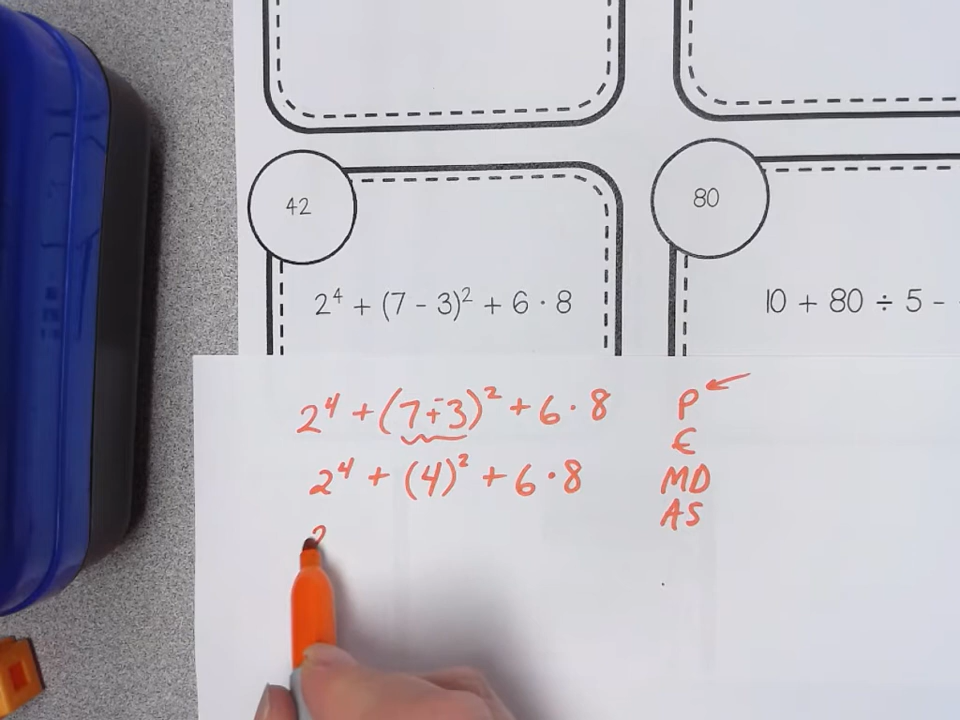 42
80
2⁴ + (7 - 3)² + 6 · 8
10 + 80 ÷ 5 -
2⁴ + (7 - 3)² + 6 · 8
P
E
2⁴ + (4)² + 6 · 8
MD
AS
2